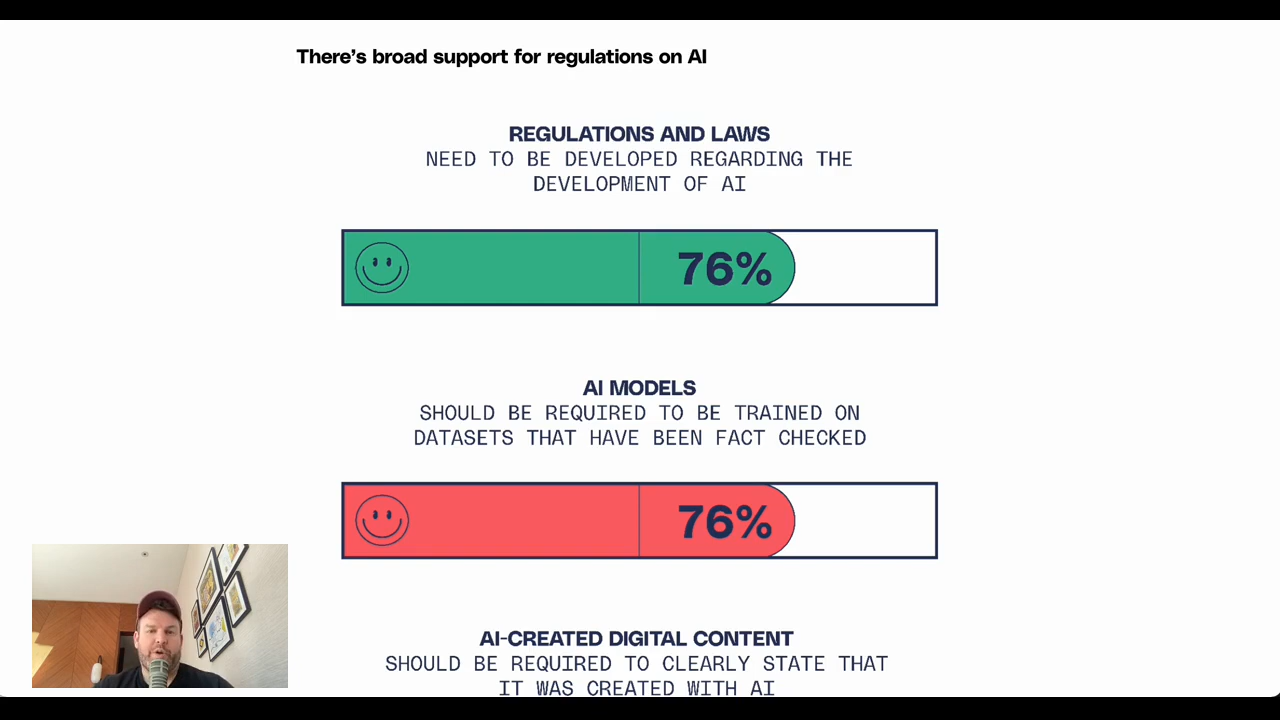 There's broad support for regulations on AI
REGULATIONS AND LAWS
NEED TO BE DEVELOPED REGARDING THE
DEVELOPMENT OF AI
76%
AI MODELS
SHOULD BE REQUIRED TO BE TRAINED ON
DATASETS THAT HAVE BEEN FACT CHECKED
76%
AI-CREATED DIGITAL CONTENT
SHOULD BE REQUIRED TO CLEARLY STATE THAT
IT WAS CREATED WITH AI